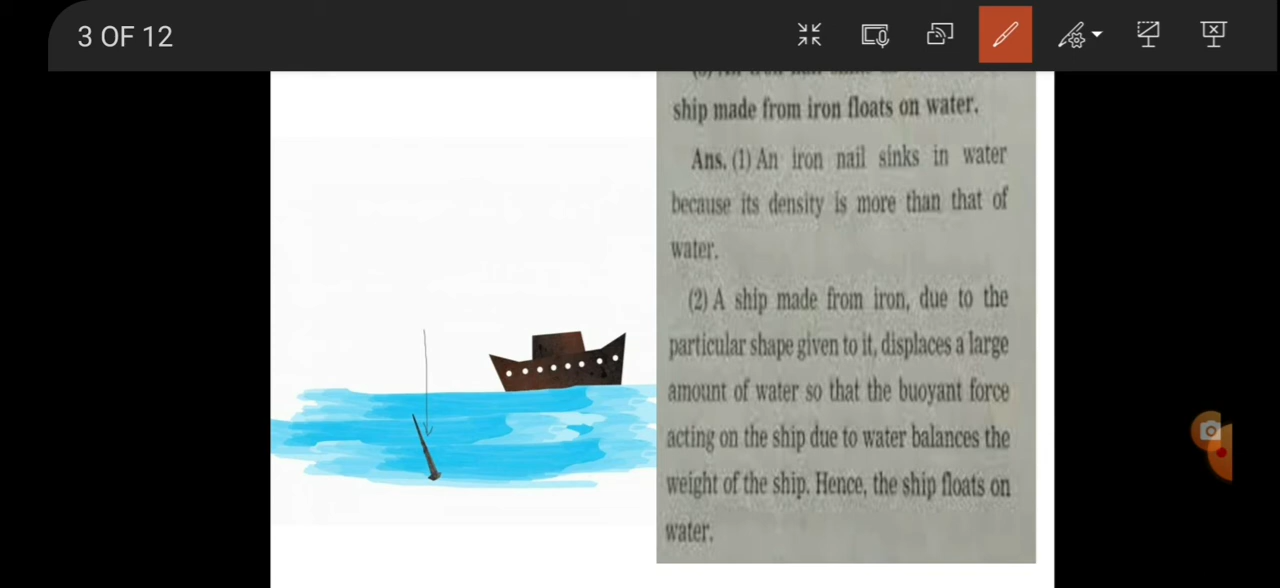 3 OF 12
ship made from iron floats on water.
Ans. (1) An iron nail sinks in water
because its density is more than that of
water.
(2) A ship made from iron, due to the
particular shape given to it, displaces a large
amount of water so that the buoyant force
acting on the ship due to water balances the
weight of the ship. Hence, the ship floats on
water.